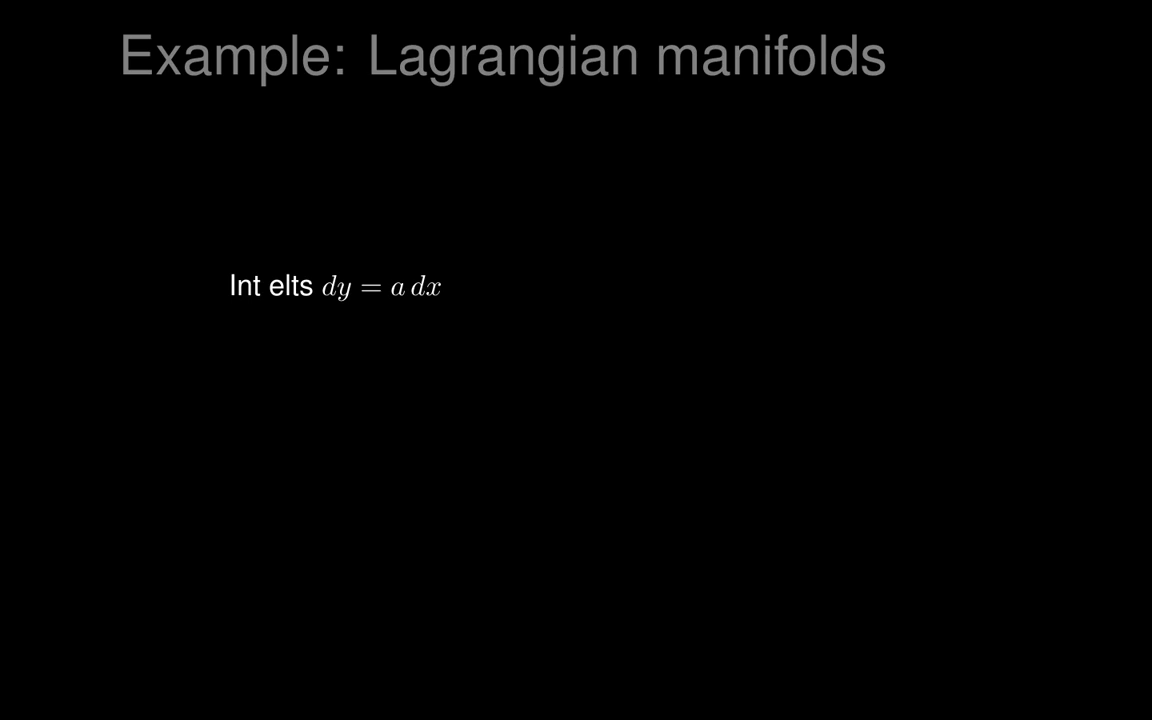 Example: Lagrangian manifolds
Int elts dy = a dx